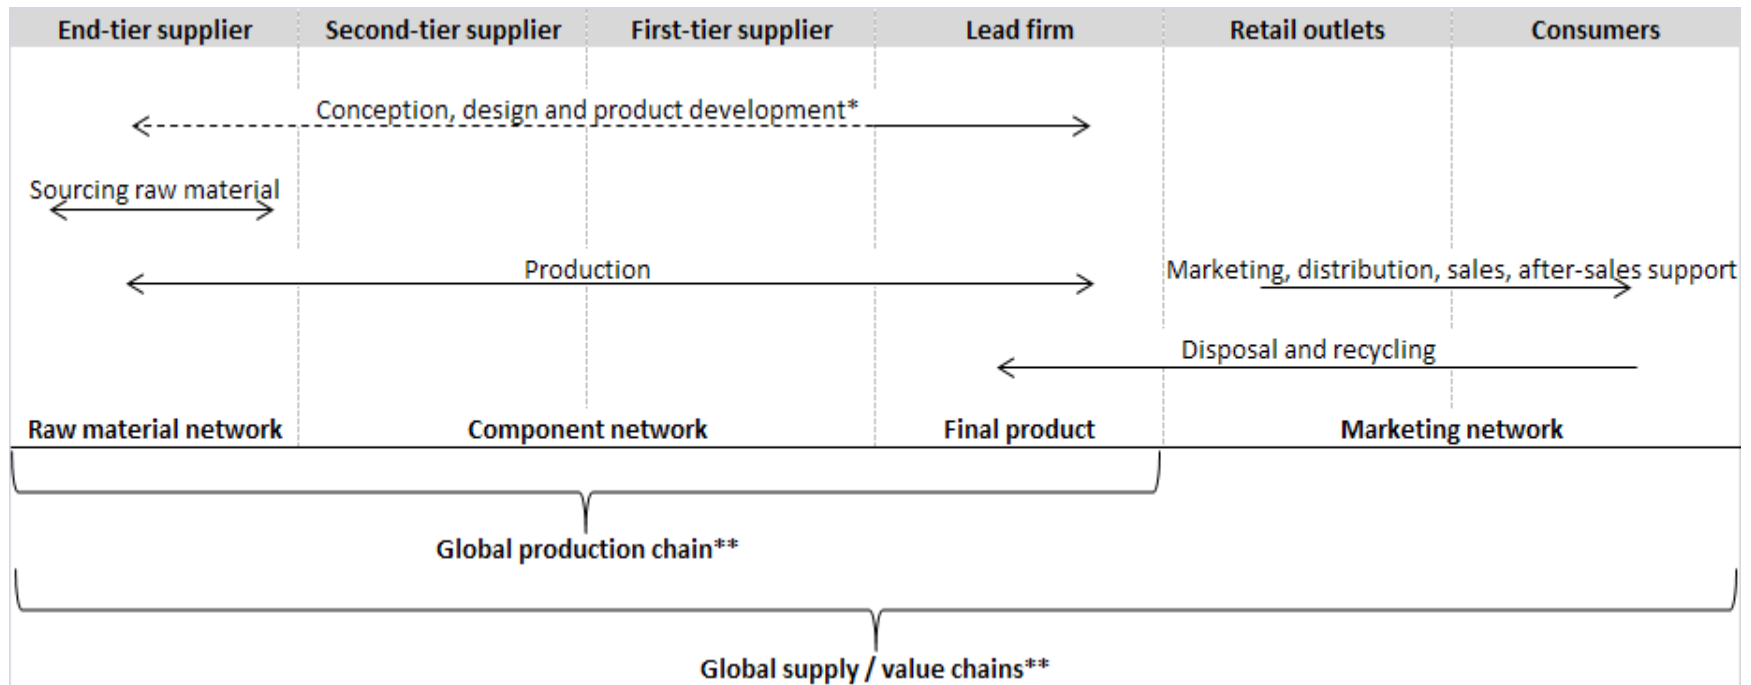 End-tier supplier Second-tier supplier First-tier supplier Lead firm Retail outlets Consumers
Conception, design and product development*
Sourcing raw material
Production
Marketing, distribution, sales, after-sales support
Disposal and recycling
Raw material network Component network Final product Marketing network
Global production chain**
Global supply / value chains**